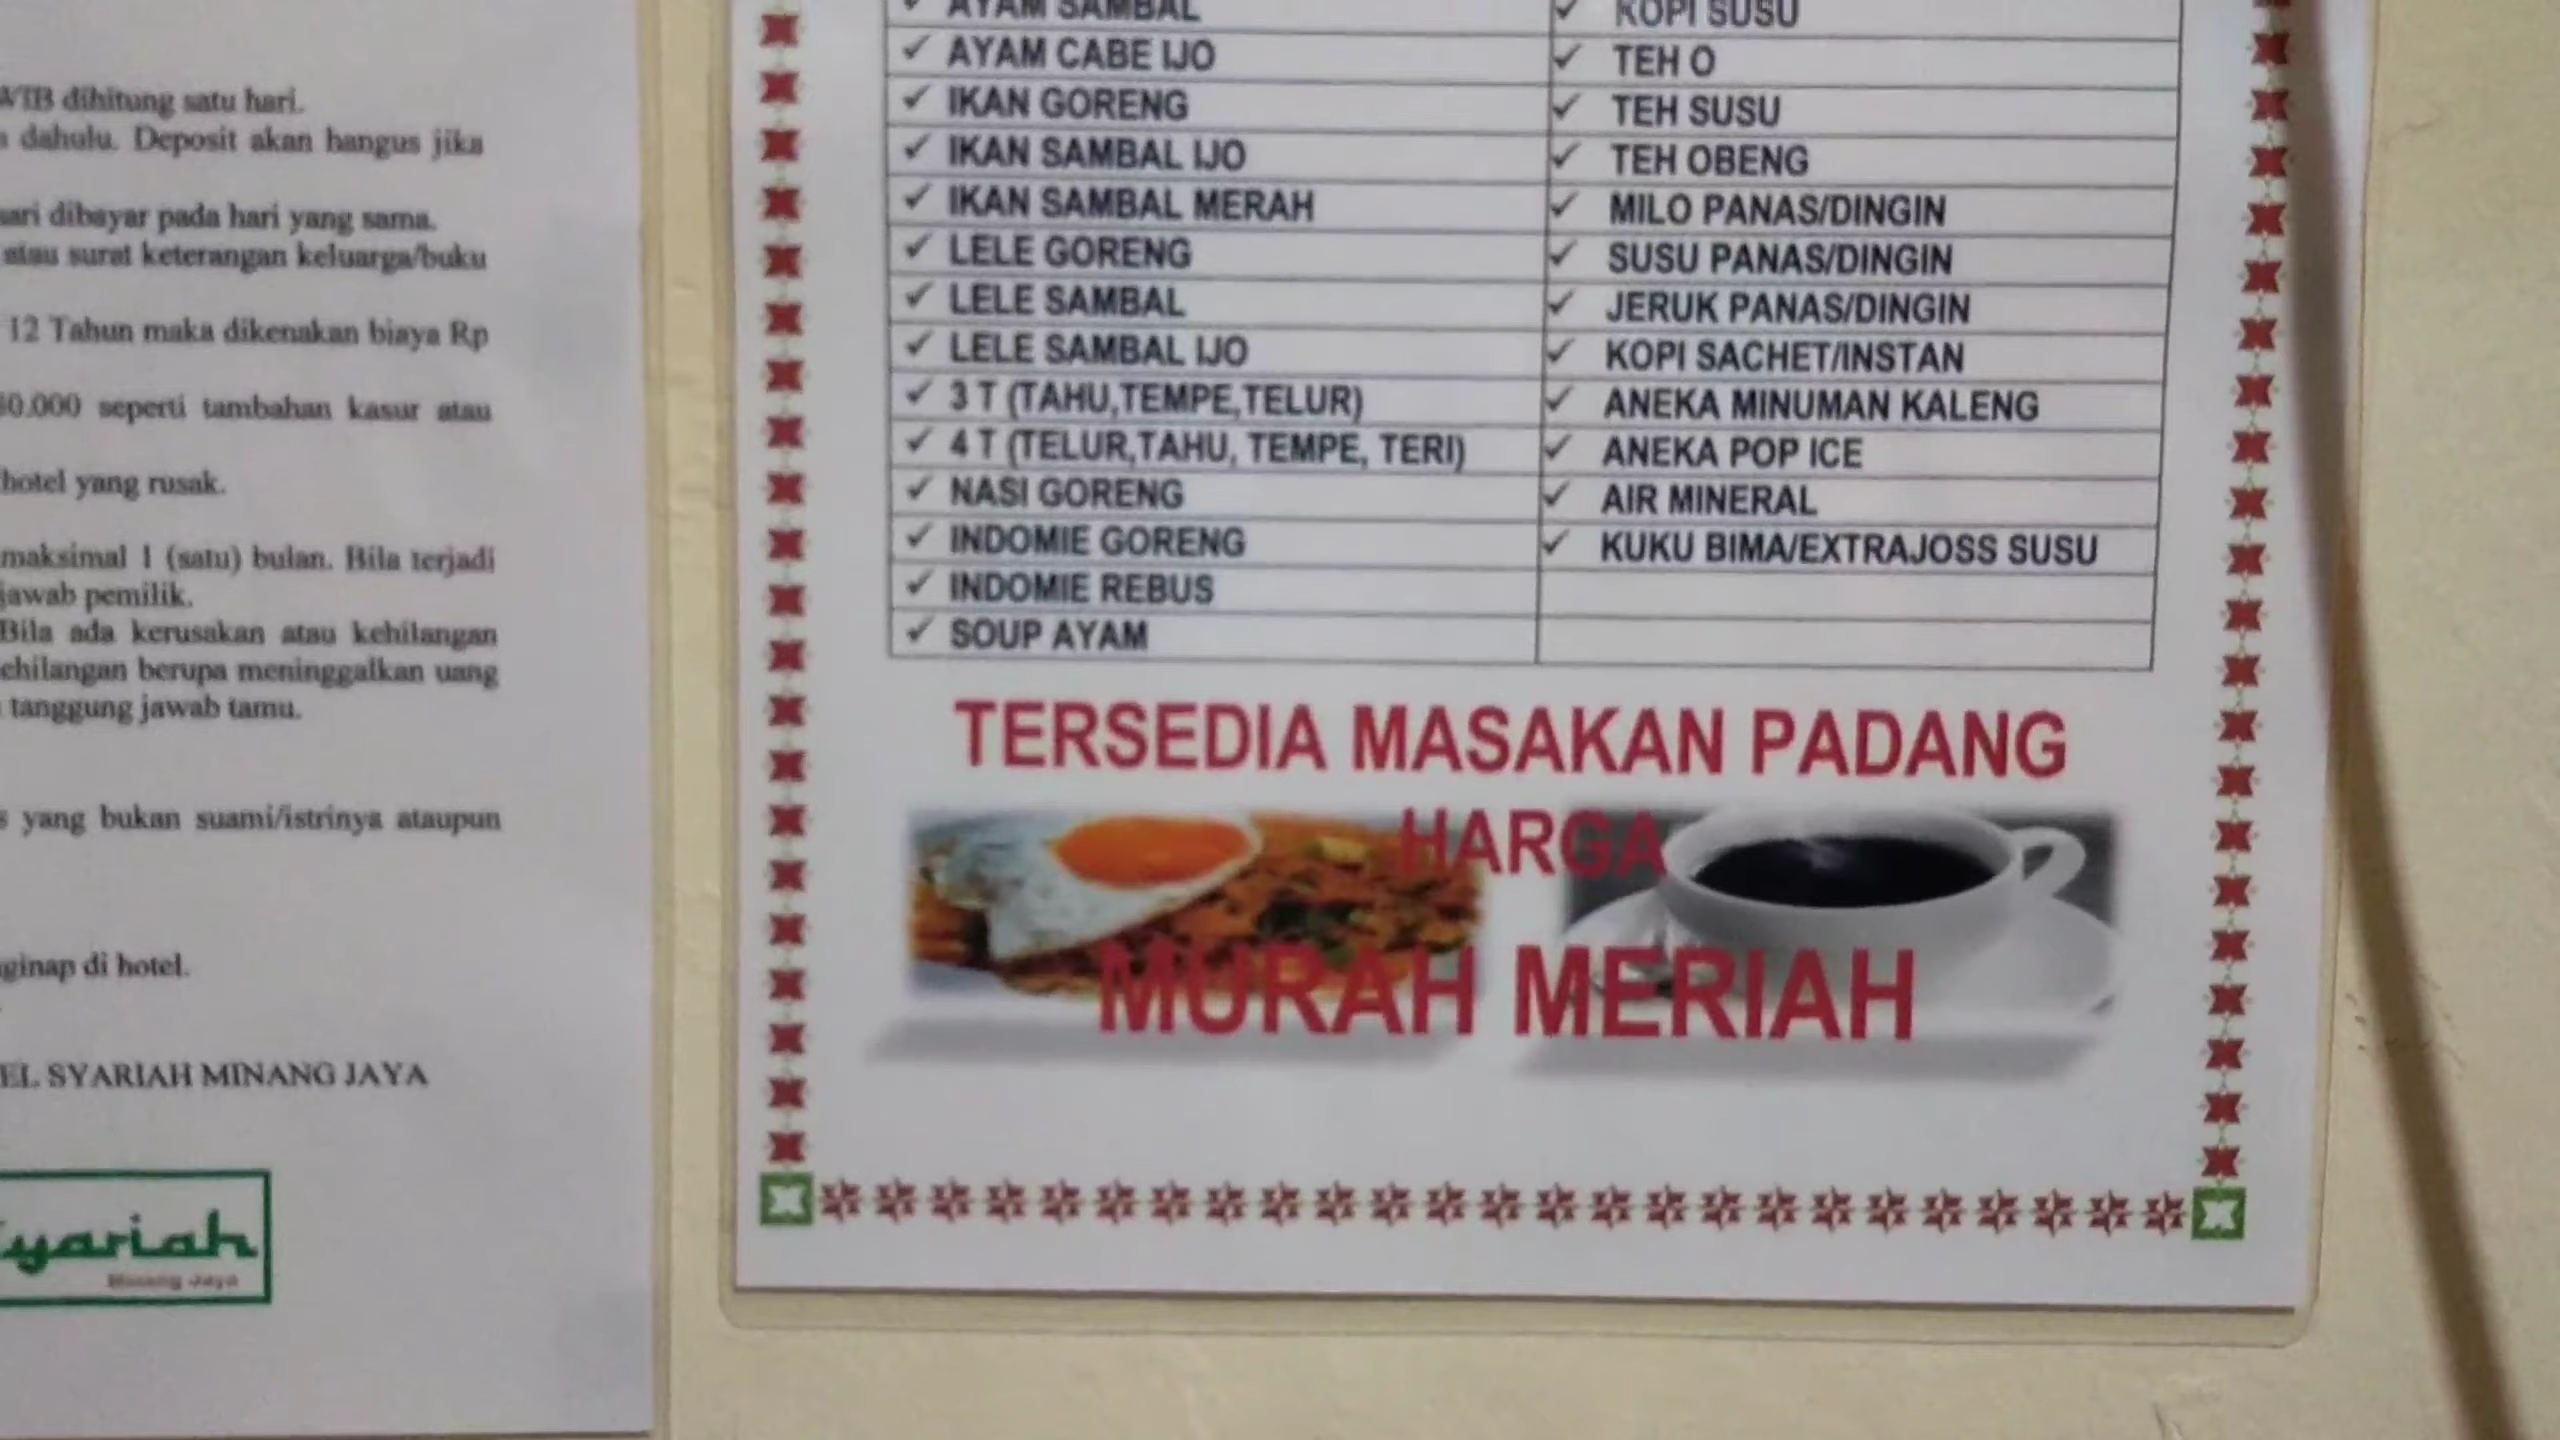 WIB dihitung satu hari.
dahulu. Deposit akan hangus jika
dibayar pada hari yang sama.
atau surat keterangan keluarga/buku
12 Tahun maka dikenakan biaya Rp
seperti tambahan kasur atau
hotel yang rusak.
maksimal 1 (satu) bulan. Bila terjadi
jawab pemilik.
Bila ada kerusakan atau kehilangan
berupa meninggalkan uang
tanggung jawab tamu.
yang bukan suami/istrinya ataupun
di hotel.
SYARIAH MINANG JAYA
Syariah
Minang Jaya
✓ AYAM SAMBAL
✓ AYAM CABE IJO
✓ IKAN GORENG
✓ IKAN SAMBAL IJO
✓ IKAN SAMBAL MERAH
✓ LELE GORENG
✓ LELE SAMBAL
✓ LELE SAMBAL IJO
✓ 3 T (TAHU,TEMPE,TELUR)
✓ 4 T (TELUR,TAHU, TEMPE, TERI)
✓ NASI GORENG
✓ INDOMIE GORENG
✓ INDOMIE REBUS
✓ SOUP AYAM
✓ KOPI SUSU
✓ TEH O
✓ TEH SUSU
✓ TEH OBENG
✓ MILO PANAS/DINGIN
✓ SUSU PANAS/DINGIN
✓ JERUK PANAS/DINGIN
✓ KOPI SACHET/INSTAN
✓ ANEKA MINUMAN KALENG
✓ ANEKA POP ICE
✓ AIR MINERAL
✓ KUKU BIMA/EXTRAJOSS SUSU
TERSEDIA MASAKAN PADANG
HARGA
MURAH MERIAH